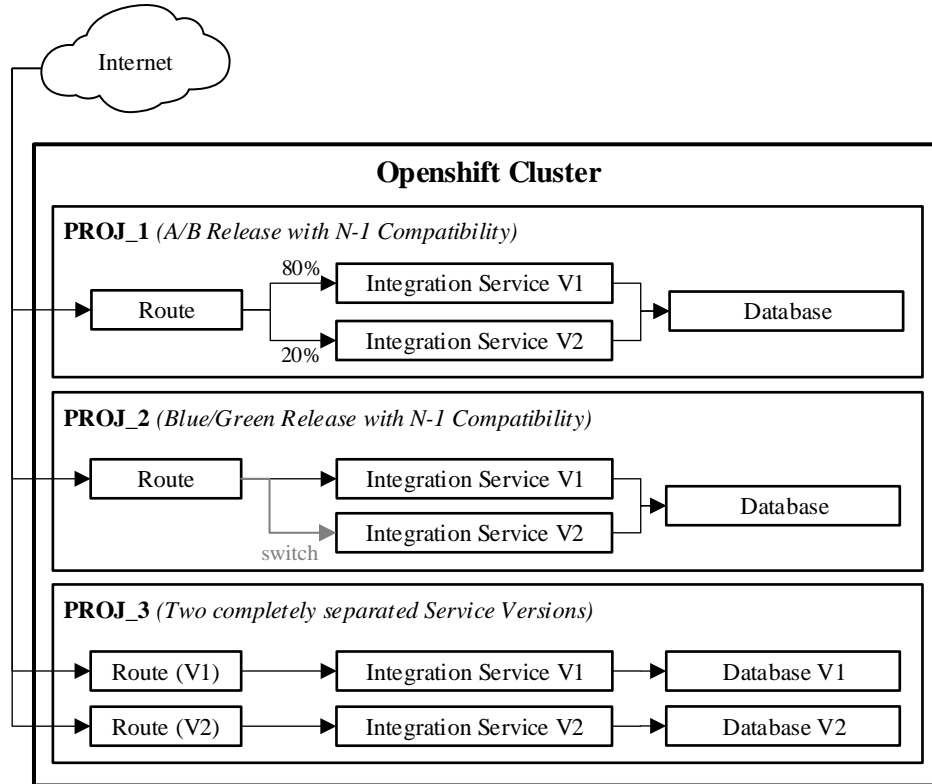 Internet
Openshift Cluster
PROJ_1 (A/B Release with N-1 Compatibility)
80%
Integration Service V1
Route
Database
Integration Service V2
20%
PROJ_2 (Blue/Green Release with N-1 Compatibility)
Route
Integration Service V1
Database
Integration Service V2
switch
PROJ_3 (Two completely separated Service Versions)
Route (V1)
Integration Service V1
Database V1
Route (V2)
Integration Service V2
Database V2